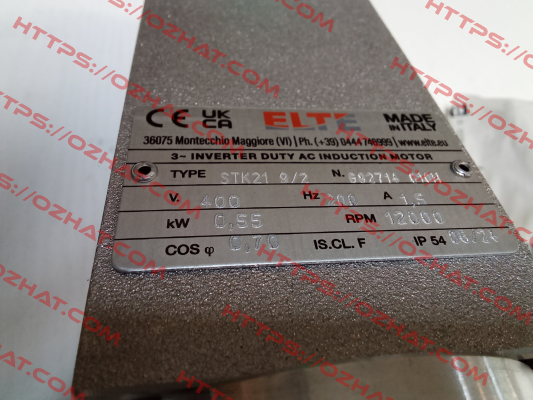 CE UK CA ELTE MADE IN ITALY
36075 Montecchio Maggiore (VI) | Ph. (+39) 0444 746999 | www.elte.eu
3~ INVERTER DUTY AC INDUCTION MOTOR
TYPE STK21 9/2 N.
V. 400 Hz A 1,5
kW 0,55 RPM 12000
COS φ 0,70 IS.CL. F IP 54 06/24
HTTPS://OZHAT.COM